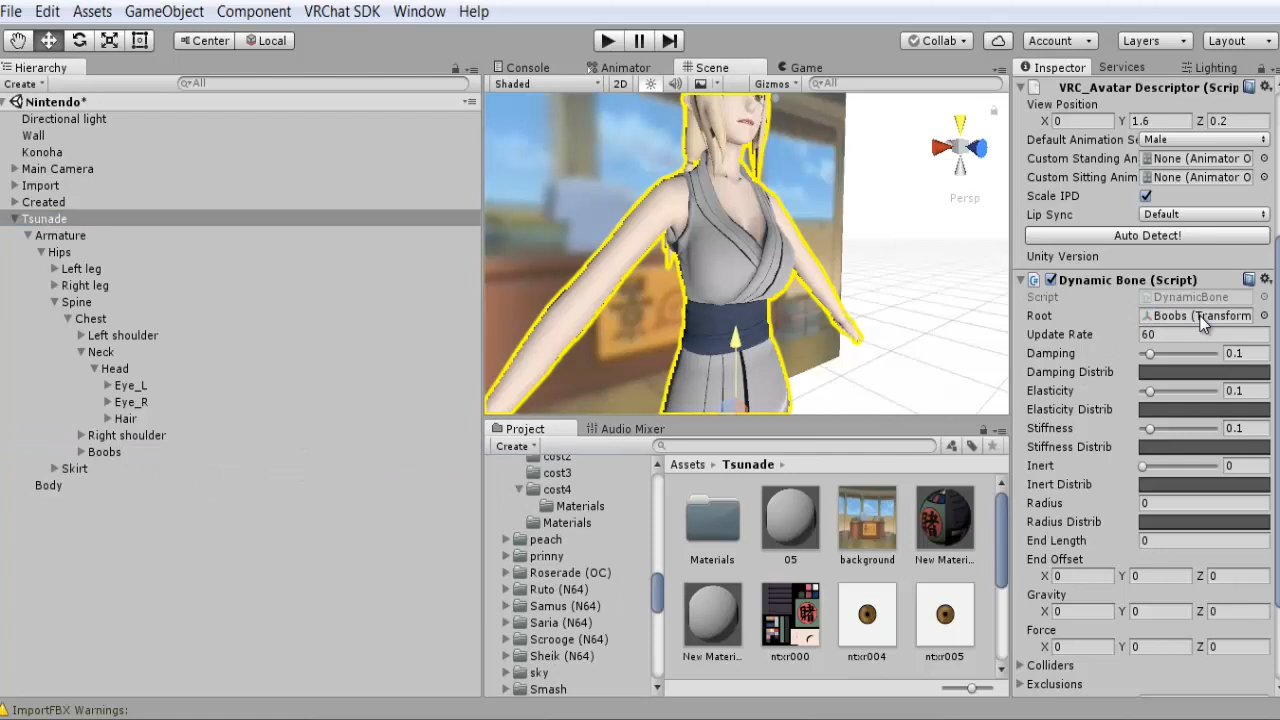 File Edit Assets GameObject Component VRChat SDK Window Help
Center Local Collab Account Layers Layout
Hierarchy
Create All
Nintendo*
Directional light
Wall
Konoha
Main Camera
Import
Created
Tsunade
Armature
Hips
Left leg
Right leg
Spine
Chest
Left shoulder
Neck
Head
Eye_L
Eye_R
Hair
Right shoulder
Boobs
Skirt
Body
Console Animator Scene Game
Shaded 2D Gizmos All
Persp
Project Audio Mixer
Create
cost2
cost3
cost4
Materials
Materials
peach
prinny
Roserade (OC)
Ruto (N64)
Samus (N64)
Saria (N64)
Scrooge (N64)
Sheik (N64)
sky
Smash
Assets Tsunade
Materials 05 background New Materi...
New Materi... ntxr000 ntxr004 ntxr005
Inspector Services Lighting
VRC_Avatar Descriptor (Scrip
View Position
X 0 Y 1.6 Z 0.2
Default Animation Se Male
Custom Standing An None (Animator O
Custom Sitting Anim None (Animator O
Scale IPD
Lip Sync Default
Auto Detect!
Unity Version
Dynamic Bone (Script)
Script DynamicBone
Root Boobs (Transform
Update Rate 60
Damping 0.1
Damping Distrib
Elasticity 0.1
Elasticity Distrib
Stiffness 0.1
Stiffness Distrib
Inert 0
Inert Distrib
Radius 0
Radius Distrib
End Length 0
End Offset
X 0 Y 0 Z 0
Gravity
X 0 Y 0 Z 0
Force
X 0 Y 0 Z 0
Colliders
Exclusions
ImportFBX Warnings: